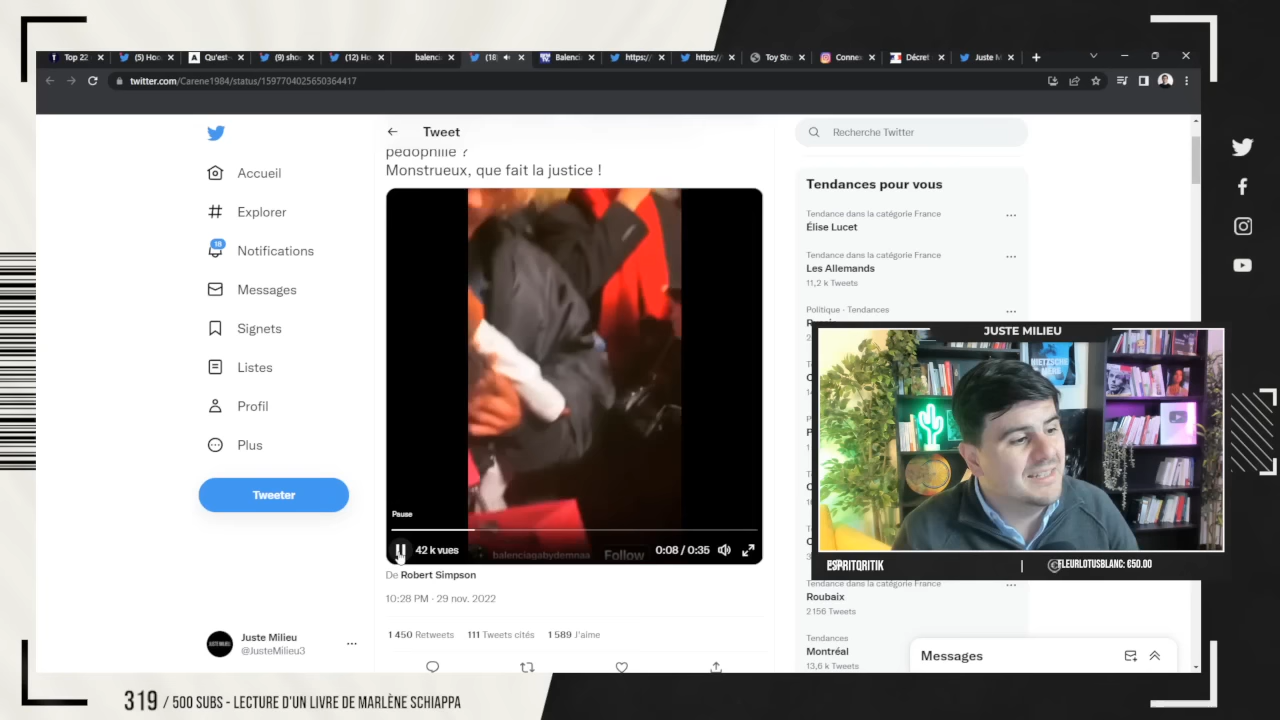 Top 22
(5) Hoo
Qu'est-
(9) sho
(12) Ho
balenci
(18)
Balenci
https:/
https:/
Toy Sto
Connex
Décret
Juste M
twitter.com/Carene1984/status/1597704025650364417
Tweet
Recherche Twitter
Accueil
Explorer
18
Notifications
Messages
Signets
Listes
Profil
Plus
Tweeter
Juste Milieu
@JusteMilieu3
pédophilie ?
Monstrueux, que fait la justice !
Pause
42 k vues
balenciagabydemnaa
Follow
0:08 / 0:35
De Robert Simpson
10:28 PM · 29 nov. 2022
1 450 Retweets 111 Tweets cités 1 589 J'aime
Tendances pour vous
Tendance dans la catégorie France
Élise Lucet
Tendance dans la catégorie France
Les Allemands
11,2 k Tweets
Politique · Tendances
JUSTE MILIEU
NIETZSCHE
ESPRITQRITIK
FLEURLOTUSBLANC: €50.00
Tendance dans la catégorie France
Roubaix
2 156 Tweets
Tendances
Montréal
13,6 k Tweets
Messages
319 / 500 SUBS - LECTURE D'UN LIVRE DE MARLÈNE SCHIAPPA